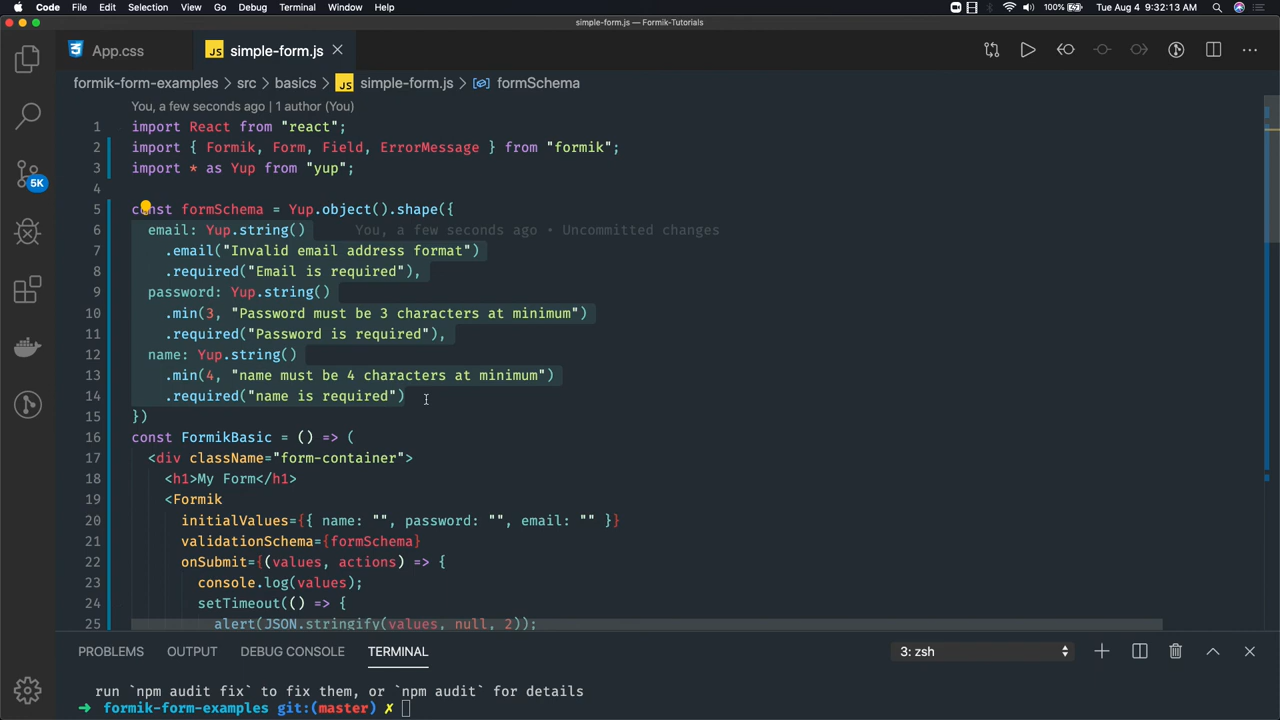 Code File Edit Selection View Go Debug Terminal Window Help 100% Tue Aug 4 9:32:13 AM
simple-form.js — Formik-Tutorials
App.css JS simple-form.js
formik-form-examples > src > basics > JS simple-form.js > formSchema
You, a few seconds ago | 1 author (You)
1 import React from "react";
2 import { Formik, Form, Field, ErrorMessage } from "formik";
3 import * as Yup from "yup";
4
5 const formSchema = Yup.object().shape({
6 email: Yup.string() You, a few seconds ago • Uncommitted changes
7 .email("Invalid email address format")
8 .required("Email is required"),
9 password: Yup.string()
10 .min(3, "Password must be 3 characters at minimum")
11 .required("Password is required"),
12 name: Yup.string()
13 .min(4, "name must be 4 characters at minimum")
14 .required("name is required")
15 })
16 const FormikBasic = () => (
17 <div className="form-container">
18 <h1>My Form</h1>
19 <Formik
20 initialValues={{ name: "", password: "", email: "" }}
21 validationSchema={formSchema}
22 onSubmit={(values, actions) => {
23 console.log(values);
24 setTimeout(() => {
25 alert(JSON.stringify(values, null, 2));
5K
PROBLEMS OUTPUT DEBUG CONSOLE TERMINAL 3: zsh
run `npm audit fix` to fix them, or `npm audit` for details
➜ formik-form-examples git:(master) ✗